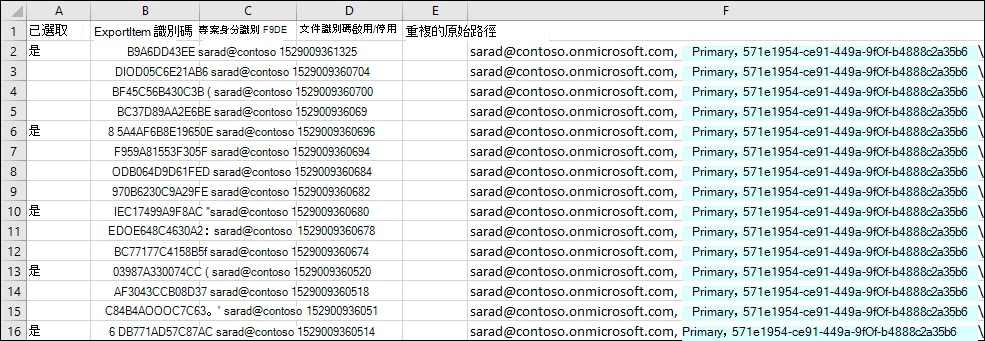 A B C D E F
1 已選取 ExportItem 識別碼 專案身分識別 F9DE 文件識別碼啟用/停用 重複的原始路徑
2 是 B9A6DD43EE sarad@contoso 1529009361325 sarad@contoso.onmicrosoft.com, Primary，571e1954-ce91-449a-9fOf-b4888c2a35b6 \
3 DIOD05C6E21AB6 sarad@contoso 1529009360704 sarad@contoso.onmicrosoft.com, Primary，571e1954-ce91-449a-9fOf-b4888c2a35b6 \
4 BF45C56B430C3B ( sarad@contoso 1529009360700 sarad@contoso.onmicrosoft.com, Primary，571e1954-ce91-449a-9fOf-b4888c2a35b6 \
5 BC37D89AA2E6BE sarad@contoso 152900936069 sarad@contoso.onmicrosoft.com, Primary，571e1954-ce91-449a-9fOf-b4888c2a35b6 \
6 是 8 5A4AF6B8E19650E sarad@contoso 1529009360696 sarad@contoso.onmicrosoft.com, Primary，571e1954-ce91-449a-9fOf-b4888c2a35b6 \
7 F959A81553F305F sarad@contoso 1529009360694 sarad@contoso.onmicrosoft.com, Primary，571e1954-ce91-449a-9fOf-b4888c2a35b6 \
8 ODB064D9D61FED sarad@contoso 1529009360684 sarad@contoso.onmicrosoft.com, Primary，571e1954-ce91-449a-9fOf-b4888c2a35b6 \
9 970B6230C9A29FE sarad@contoso 1529009360682 sarad@contoso.onmicrosoft.com, Primary，571e1954-ce91-449a-9fOf-b4888c2a35b6 \
10 是 IEC17499A9F8AC "sarad@contoso 1529009360680 sarad@contoso.onmicrosoft.com, Primary，571e1954-ce91-449a-9fOf-b4888c2a35b6 \
11 EDOE648C4630A2： sarad@contoso 1529009360678 sarad@contoso.onmicrosoft.com, Primary，571e1954-ce91-449a-9fOf-b4888c2a35b6 \
12 BC77177C4158B5f sarad@contoso 1529009360674 sarad@contoso.onmicrosoft.com, Primary，571e1954-ce91-449a-9fOf-b4888c2a35b6 \
13 是 03987A330074CC ( sarad@contoso 1529009360520 sarad@contoso.onmicrosoft.com, Primary，571e1954-ce91-449a-9fOf-b4888c2a35b6 \
14 AF3043CCB08D37 sarad@contoso 1529009360518 sarad@contoso.onmicrosoft.com, Primary，571e1954-ce91-449a-9fOf-b4888c2a35b6 \
15 C84B4AOOOC7C63。' sarad@contoso 1529009936051 sarad@contoso.onmicrosoft.com, Primary，571e1954-ce91-449a-9fOf-b4888c2a35b6 \
16 是 6 DB771AD57C87AC sarad@contoso 1529009360514 sarad@contoso.onmicrosoft.com, Primary，571e1954-ce91-449a-9fOf-b4888c2a35b6 \